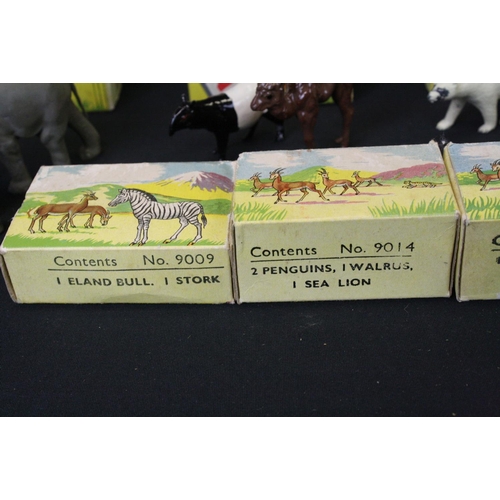 Contents No. 9009
1 ELAND BULL. 1 STORK
Contents No. 9014
2 PENGUINS, 1 WALRUS,
1 SEA LION